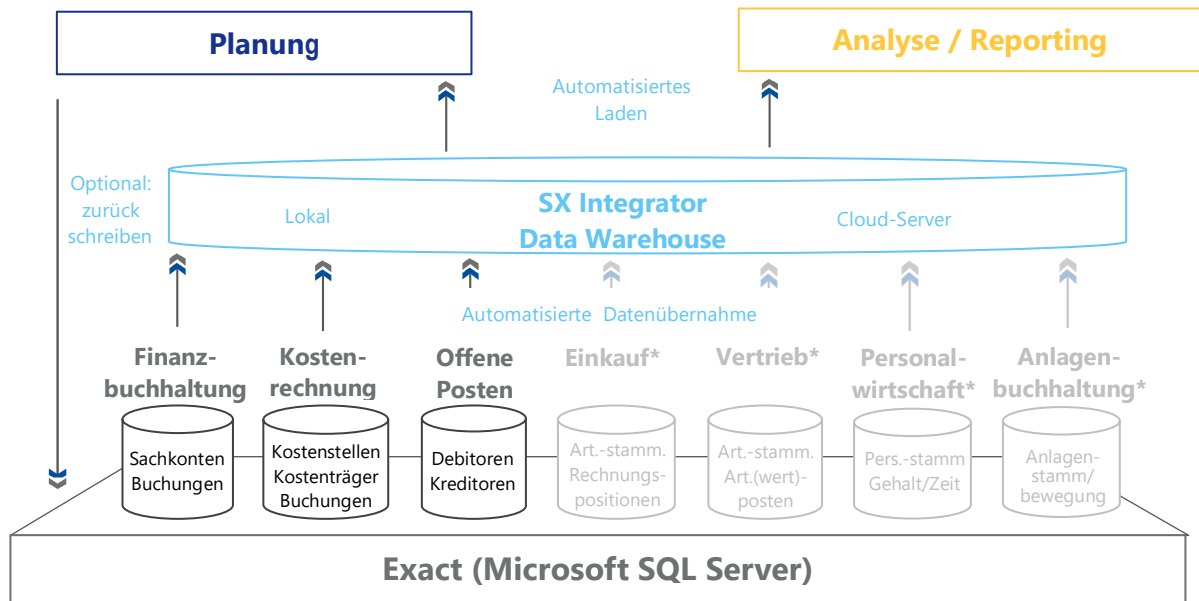 Planung
Analyse / Reporting
Automatisiertes
Laden
Optional:
zurück
schreiben
Lokal
SX Integrator
Data Warehouse
Cloud-Server
Automatisierte Datenübernahme
Finanz-
buchhaltung
Kosten-
rechnung
Offene
Posten
Einkauf*
Vertrieb*
Personal-
wirtschaft*
Anlagen-
buchhaltung*
Sachkonten
Buchungen
Kostenstellen
Kostenträger
Buchungen
Debitoren
Kreditoren
Art.-stamm.
Rechnungs-
positionen
Art.-stamm.
Art.(wert)-
posten
Pers.-stamm
Gehalt/Zeit
Anlagen-
stamm/
bewegung
Exact (Microsoft SQL Server)